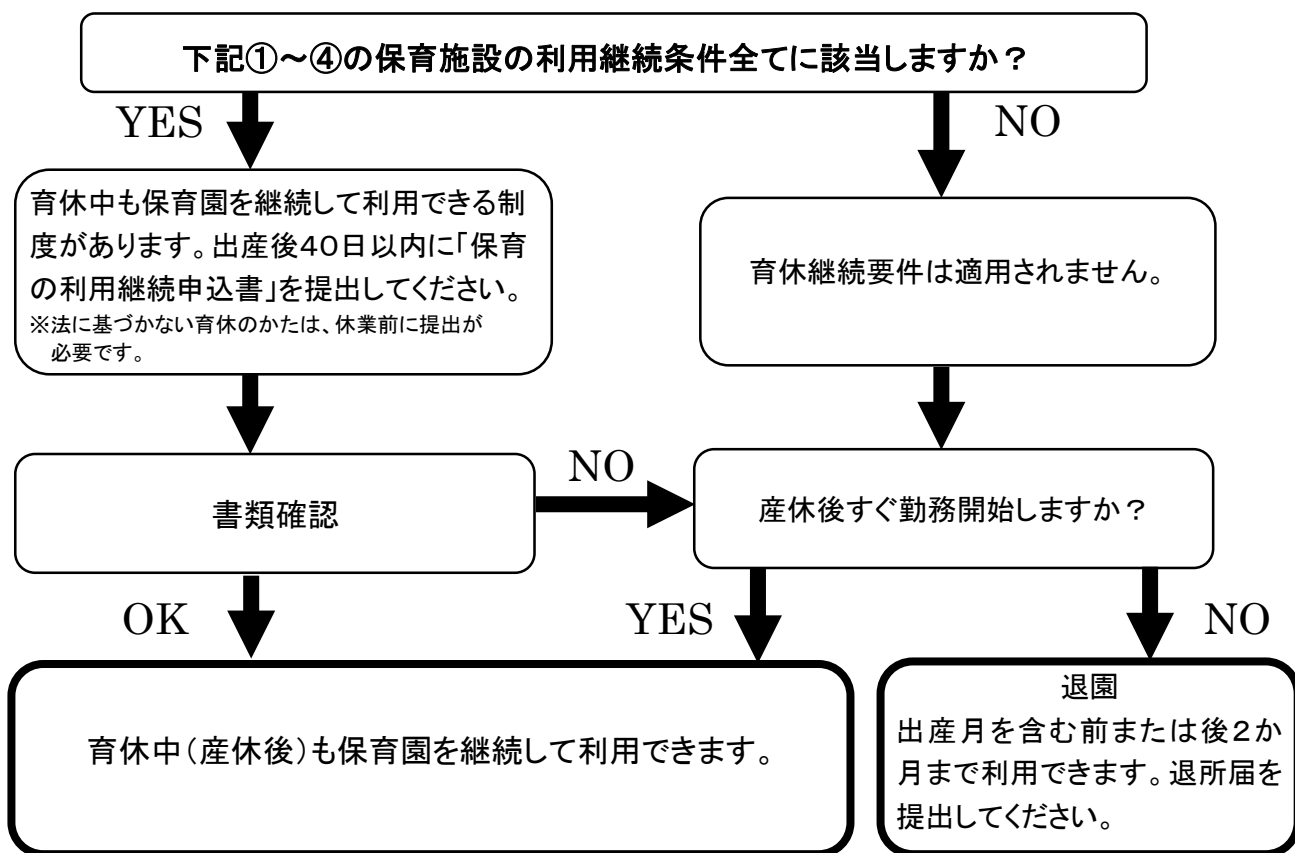 下記①～④の保育施設の利用継続条件全てに該当しますか？
YES
NO
育休中も保育園を継続して利用できる制
度があります。出産後40日以内に「保育
の利用継続申込書」を提出してください。
※法に基づかない育休のかたは、休業前に提出が
必要です。
育休継続要件は適用されません。
書類確認
NO
産休後すぐ勤務開始しますか？
OK
YES
NO
育休中（産休後）も保育園を継続して利用できます。
退園
出産月を含む前または後２か
月まで利用できます。退所届を
提出してください。